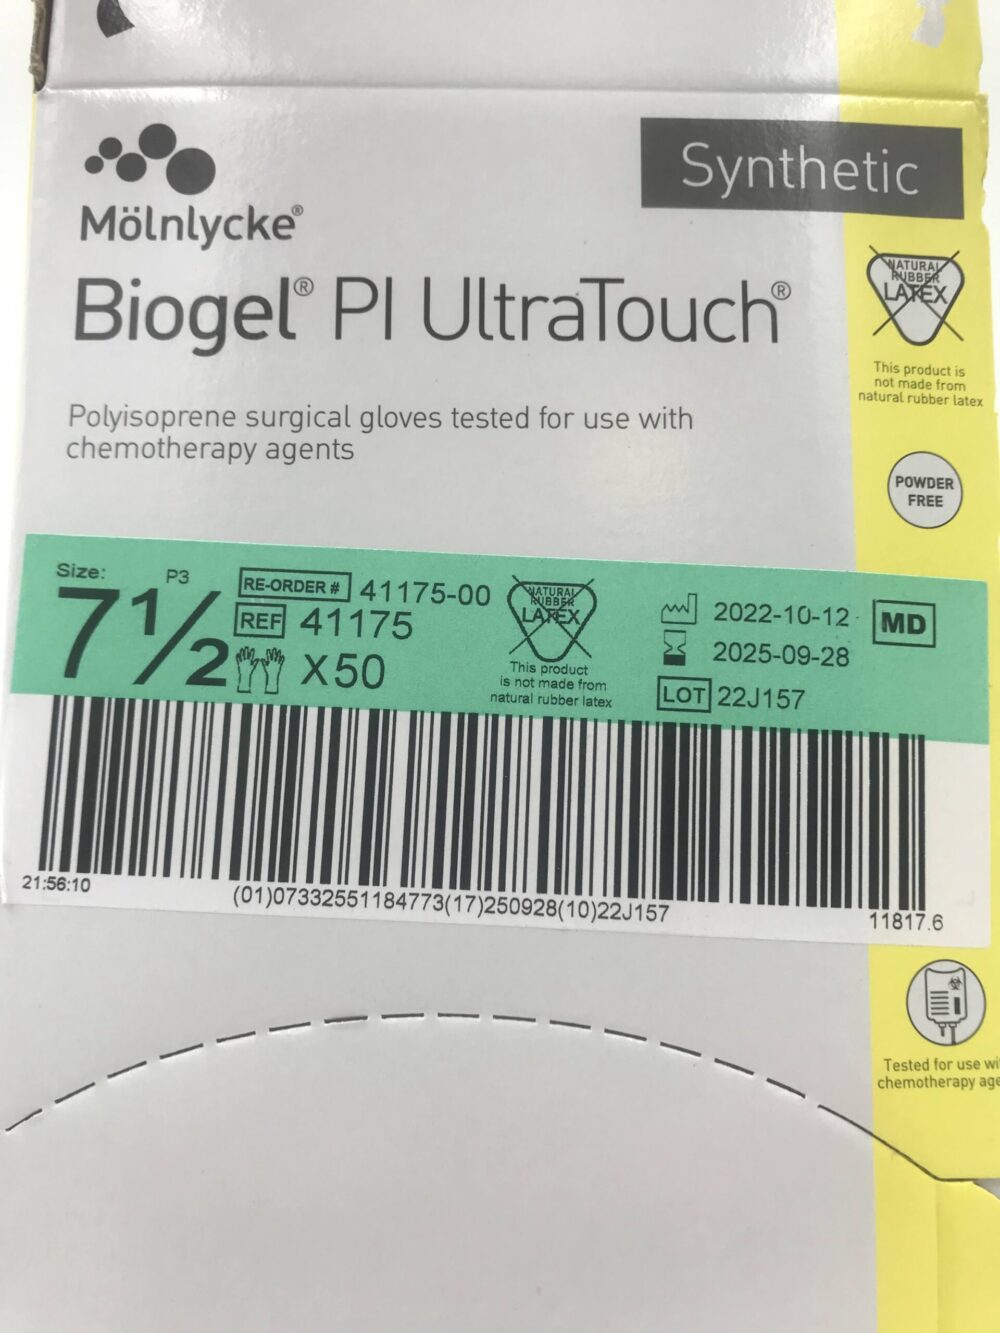 Synthetic
Mölnlycke®
Biogel® PI UltraTouch®
NATURAL
RUBBER
LATEX
This product is
not made from
natural rubber latex
Polyisoprene surgical gloves tested for use with
chemotherapy agents
POWDER
FREE
Size:
7 1/2
P3
RE-ORDER # 41175-00
REF 41175
X50
NATURAL
RUBBER
LATEX
This product
is not made from
natural rubber latex
2022-10-12
2025-09-28
LOT 22J157
MD
21:56:10
(01)07332551184773(17)250928(10)22J157
11817.6
Tested for use wi
chemotherapy age